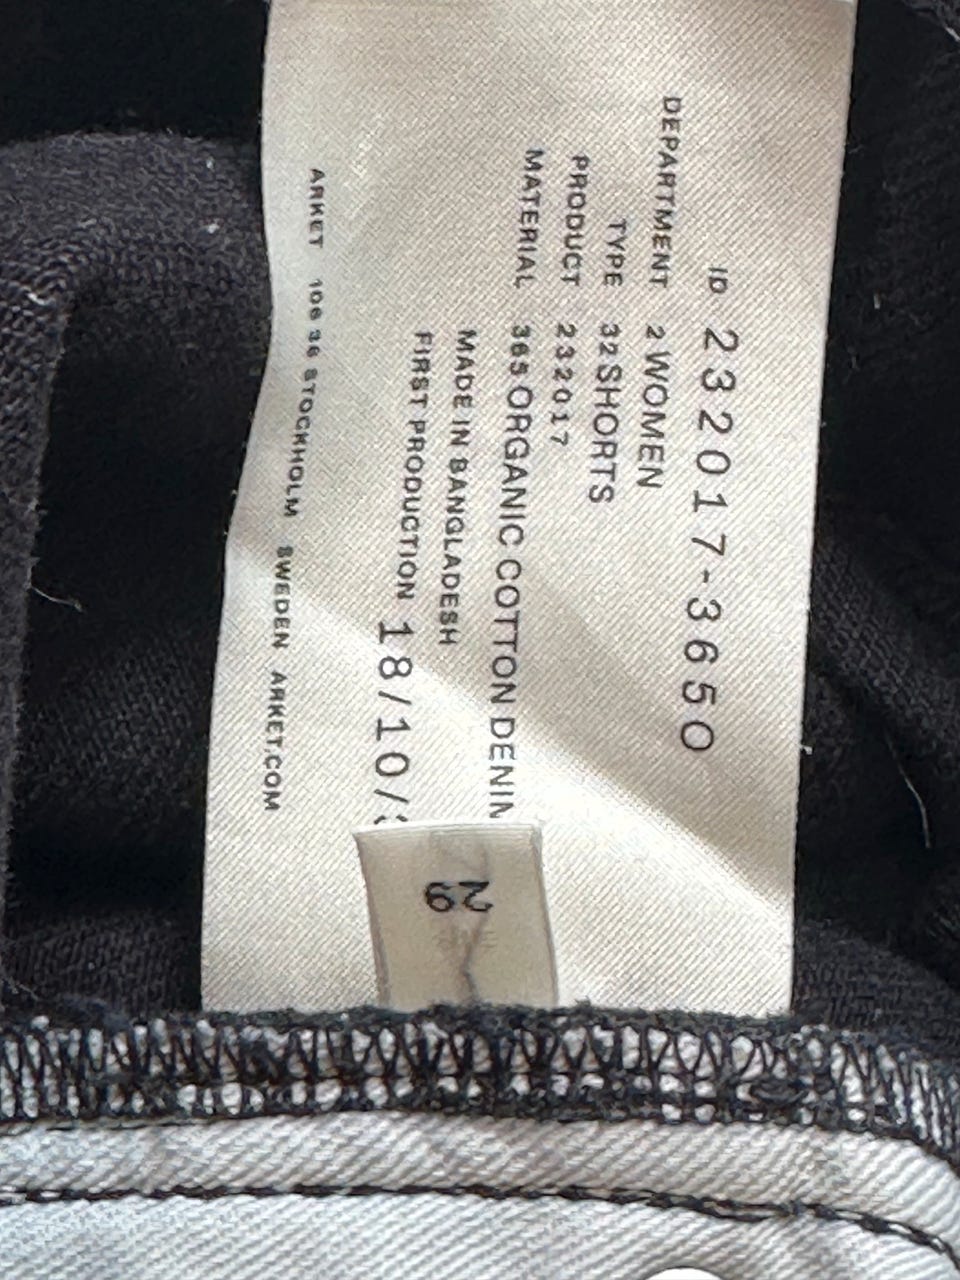 ID 232017-3650
DEPARTMENT 2 WOMEN
TYPE 32 SHORTS
PRODUCT 232017
MATERIAL 365 ORGANIC COTTON
MADE IN BANGLADESH
FIRST PRODUCTION 18/10/
ARKET 106 36 STOCKHOLM SWEDEN ARKET.COM
29